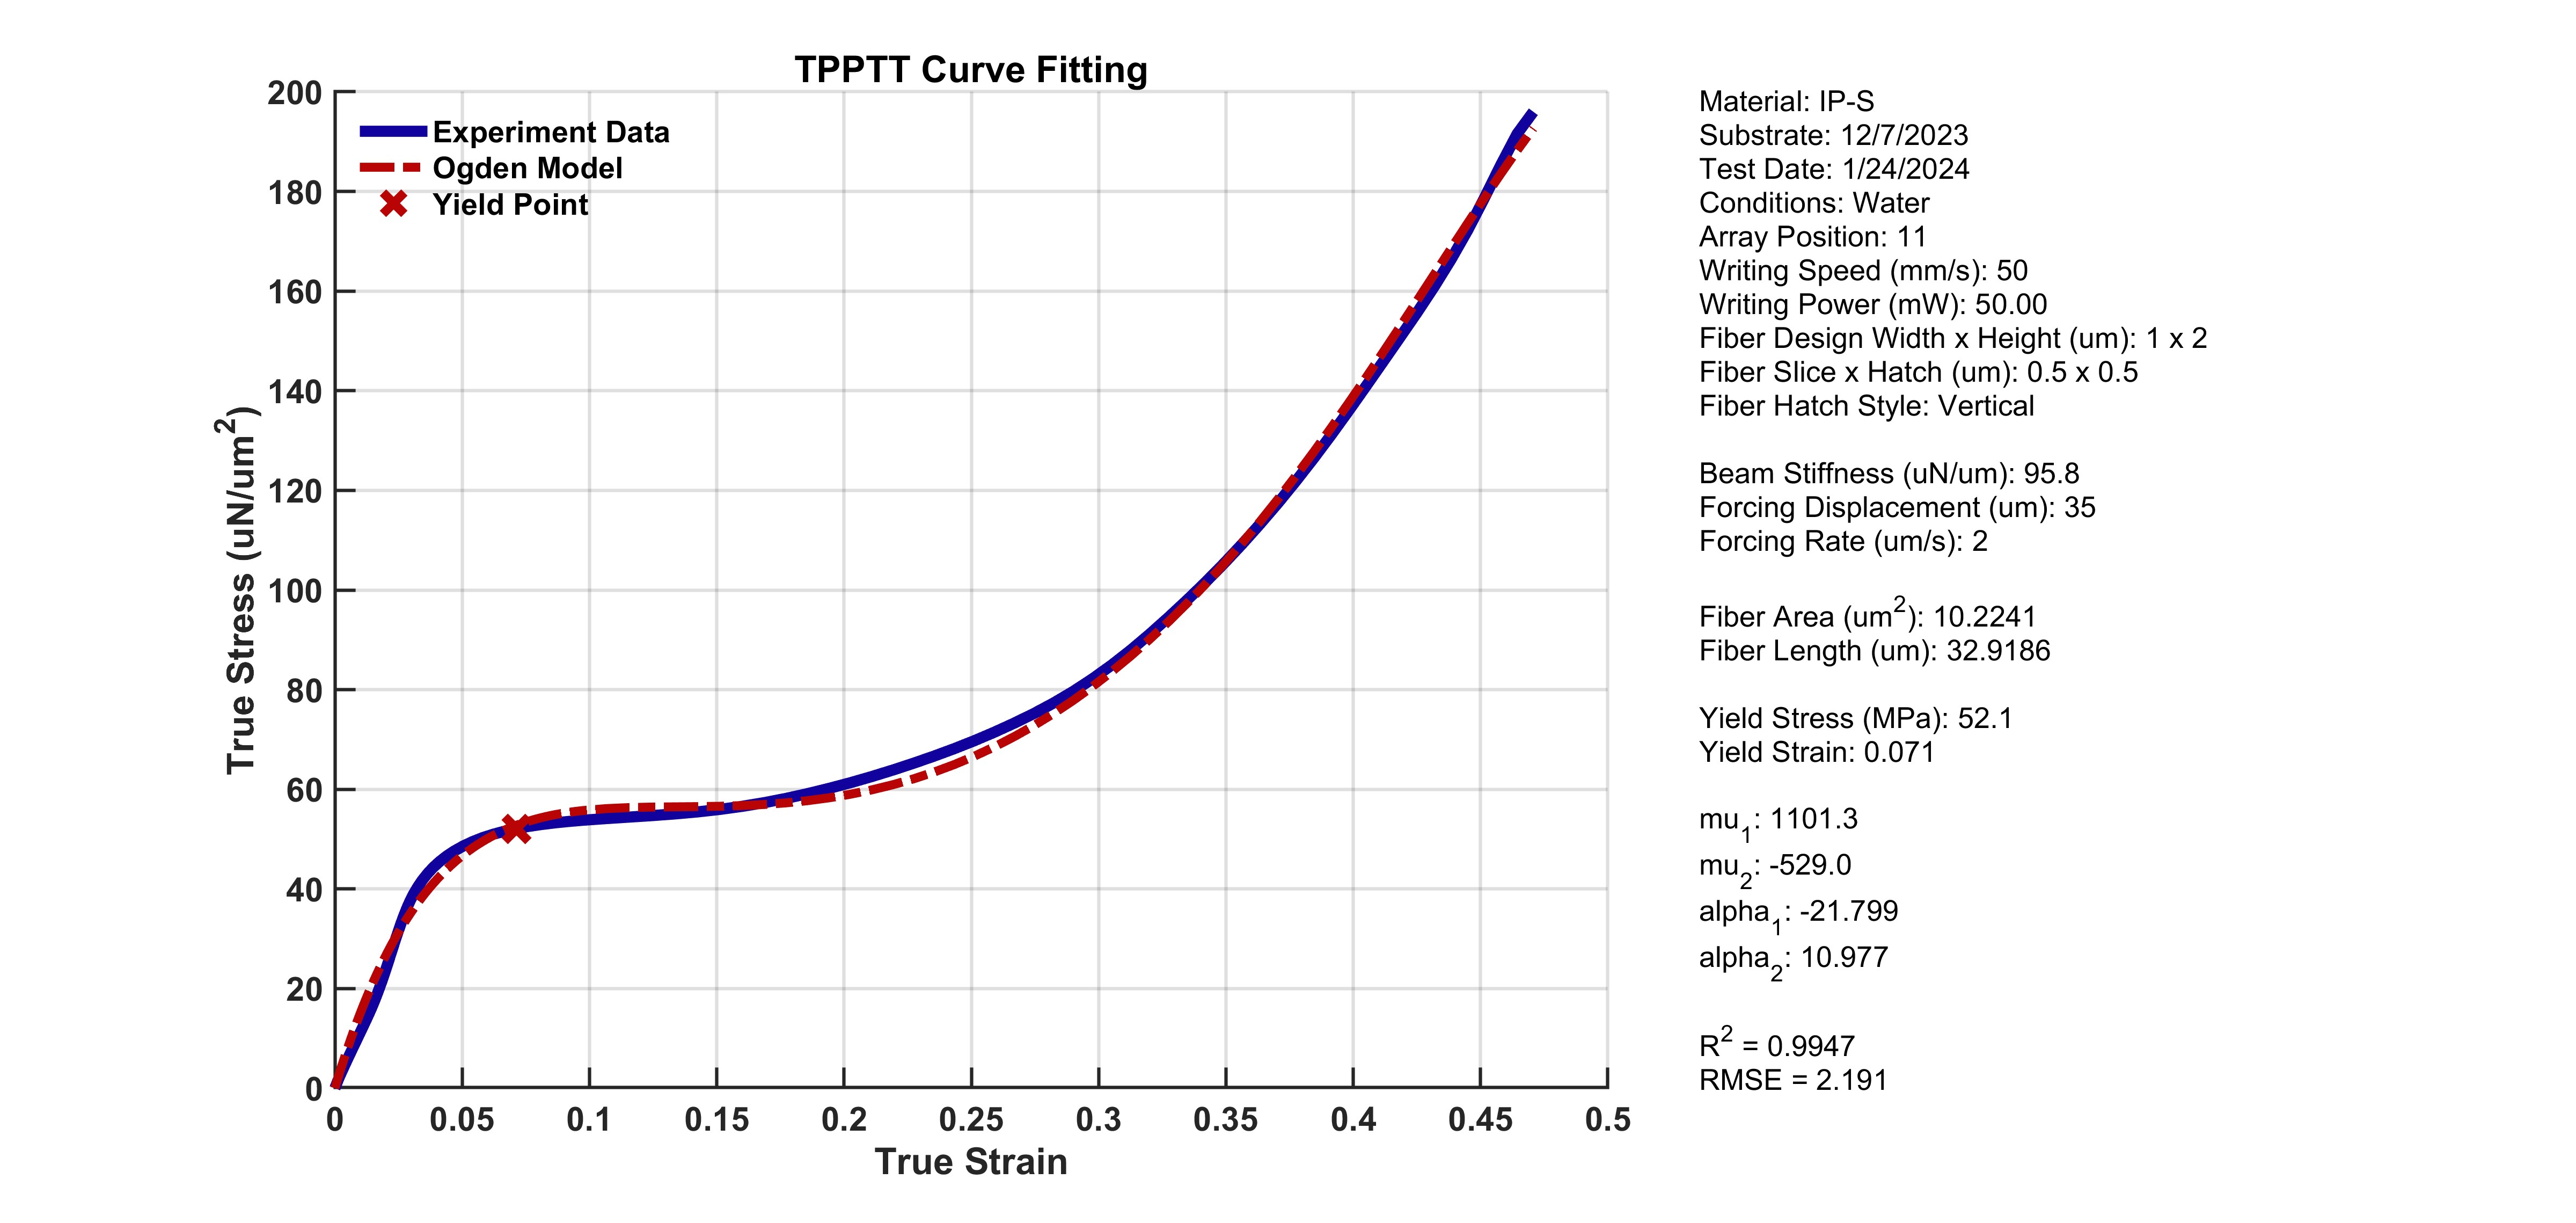 TPPTT Curve Fitting
200
180
160
140
120
100
80
60
40
20
0
True Stress (uN/um²)
Experiment Data
Ogden Model
Yield Point
0 0.05 0.1 0.15 0.2 0.25 0.3 0.35 0.4 0.45 0.5
True Strain
Material: IP-S
Substrate: 12/7/2023
Test Date: 1/24/2024
Conditions: Water
Array Position: 11
Writing Speed (mm/s): 50
Writing Power (mW): 50.00
Fiber Design Width x Height (um): 1 x 2
Fiber Slice x Hatch (um): 0.5 x 0.5
Fiber Hatch Style: Vertical
Beam Stiffness (uN/um): 95.8
Forcing Displacement (um): 35
Forcing Rate (um/s): 2
Fiber Area (um²): 10.2241
Fiber Length (um): 32.9186
Yield Stress (MPa): 52.1
Yield Strain: 0.071
mu₁: 1101.3
mu₂: -529.0
alpha₁: -21.799
alpha₂: 10.977
R² = 0.9947
RMSE = 2.191